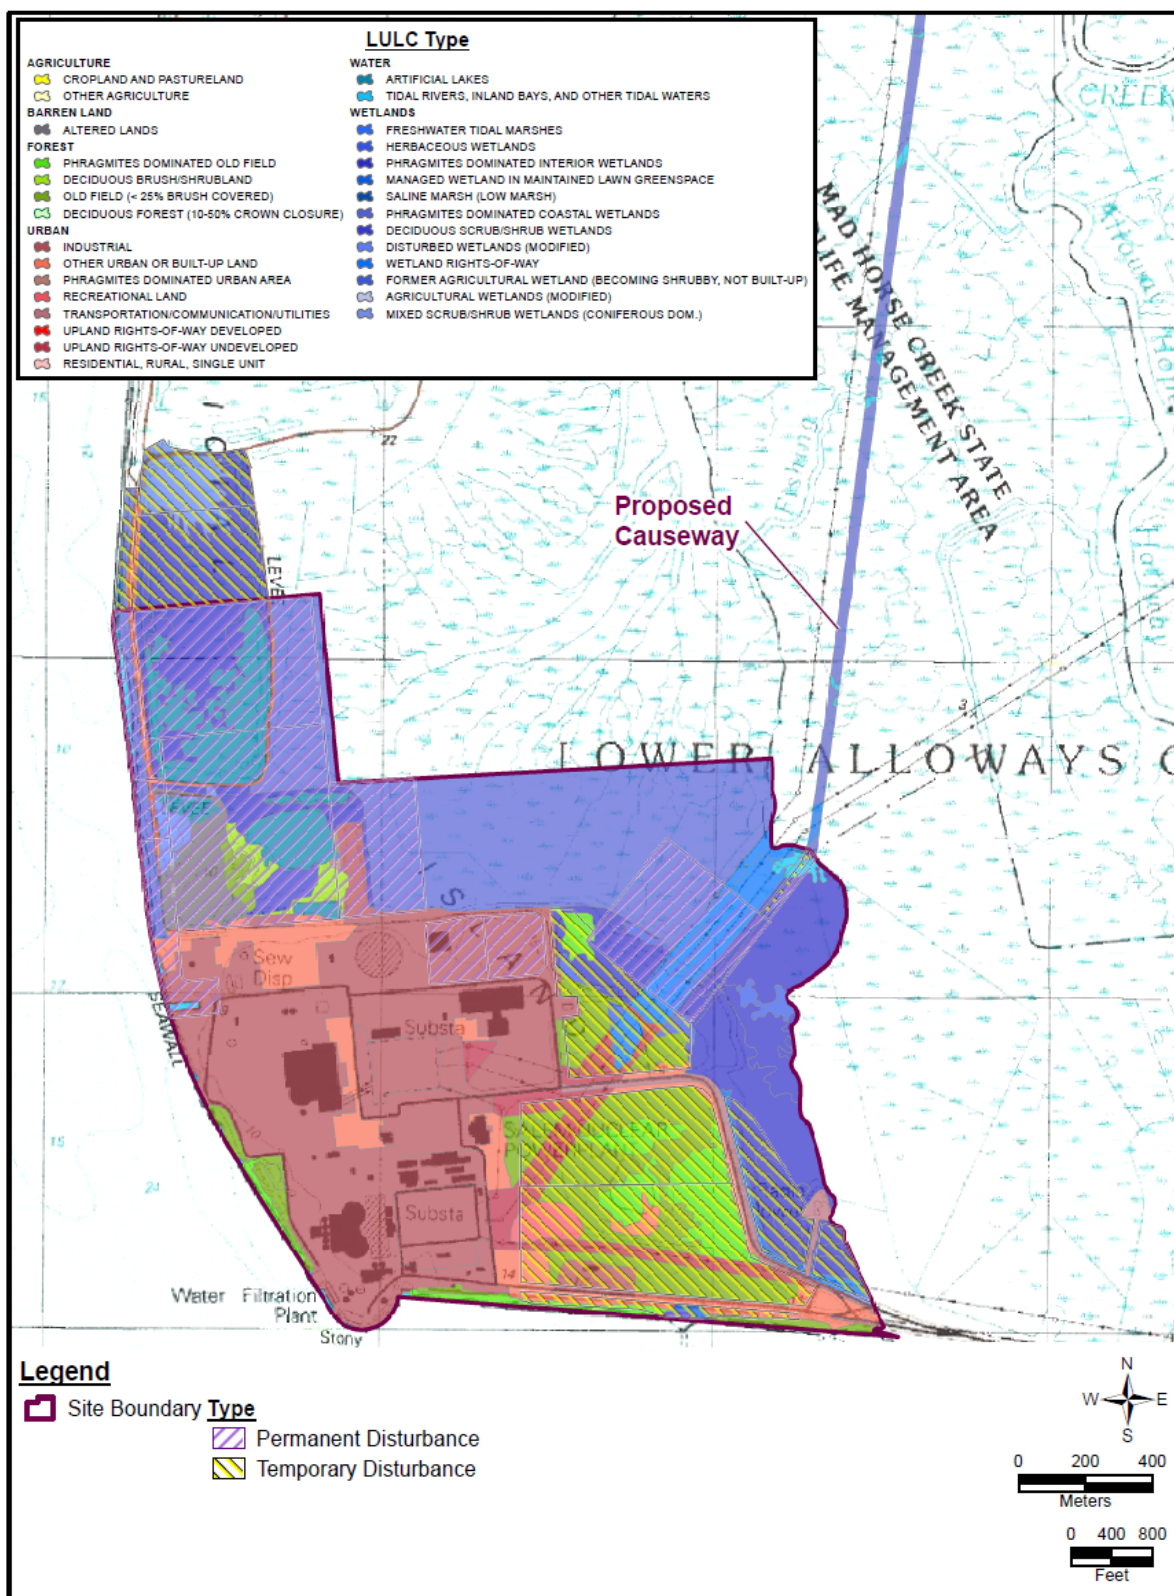 LULC Type
AGRICULTURE
CROPLAND AND PASTURELAND
OTHER AGRICULTURE
BARREN LAND
ALTERED LANDS
FOREST
PHRAGMITES DOMINATED OLD FIELD
DECIDUOUS BRUSH/SHRUBLAND
OLD FIELD (< 25% BRUSH COVERED)
DECIDUOUS FOREST (10-50% CROWN CLOSURE)
URBAN
INDUSTRIAL
OTHER URBAN OR BUILT-UP LAND
PHRAGMITES DOMINATED URBAN AREA
RECREATIONAL LAND
TRANSPORTATION/COMMUNICATION/UTILITIES
UPLAND RIGHTS-OF-WAY DEVELOPED
UPLAND RIGHTS-OF-WAY UNDEVELOPED
RESIDENTIAL, RURAL, SINGLE UNIT
WATER
ARTIFICIAL LAKES
TIDAL RIVERS, INLAND BAYS, AND OTHER TIDAL WATERS
WETLANDS
FRESHWATER TIDAL MARSHES
HERBACEOUS WETLANDS
PHRAGMITES DOMINATED INTERIOR WETLANDS
MANAGED WETLAND IN MAINTAINED LAWN GREENSPACE
SALINE MARSH (LOW MARSH)
PHRAGMITES DOMINATED COASTAL WETLANDS
DECIDUOUS SCRUB/SHRUB WETLANDS
DISTURBED WETLANDS (MODIFIED)
WETLAND RIGHTS-OF-WAY
FORMER AGRICULTURAL WETLAND (BECOMING SHRUBBY, NOT BUILT-UP)
AGRICULTURAL WETLANDS (MODIFIED)
MIXED SCRUB/SHRUB WETLANDS (CONIFEROUS DOM.)
CREEK
MAD HORSE CREEK STATE
LIFE MANAGEMENT AREA
22
Proposed
Causeway
LEVEE
3
LOWER ALLOWAYS C
I S L A N D
Sew
Disp
SEAWALL
Substa
15
24
10
Substa
14
Water Filtration
Plant
Stony
Legend
Site Boundary Type
Permanent Disturbance
Temporary Disturbance
N
W E
S
0 200 400
Meters
0 400 800
Feet